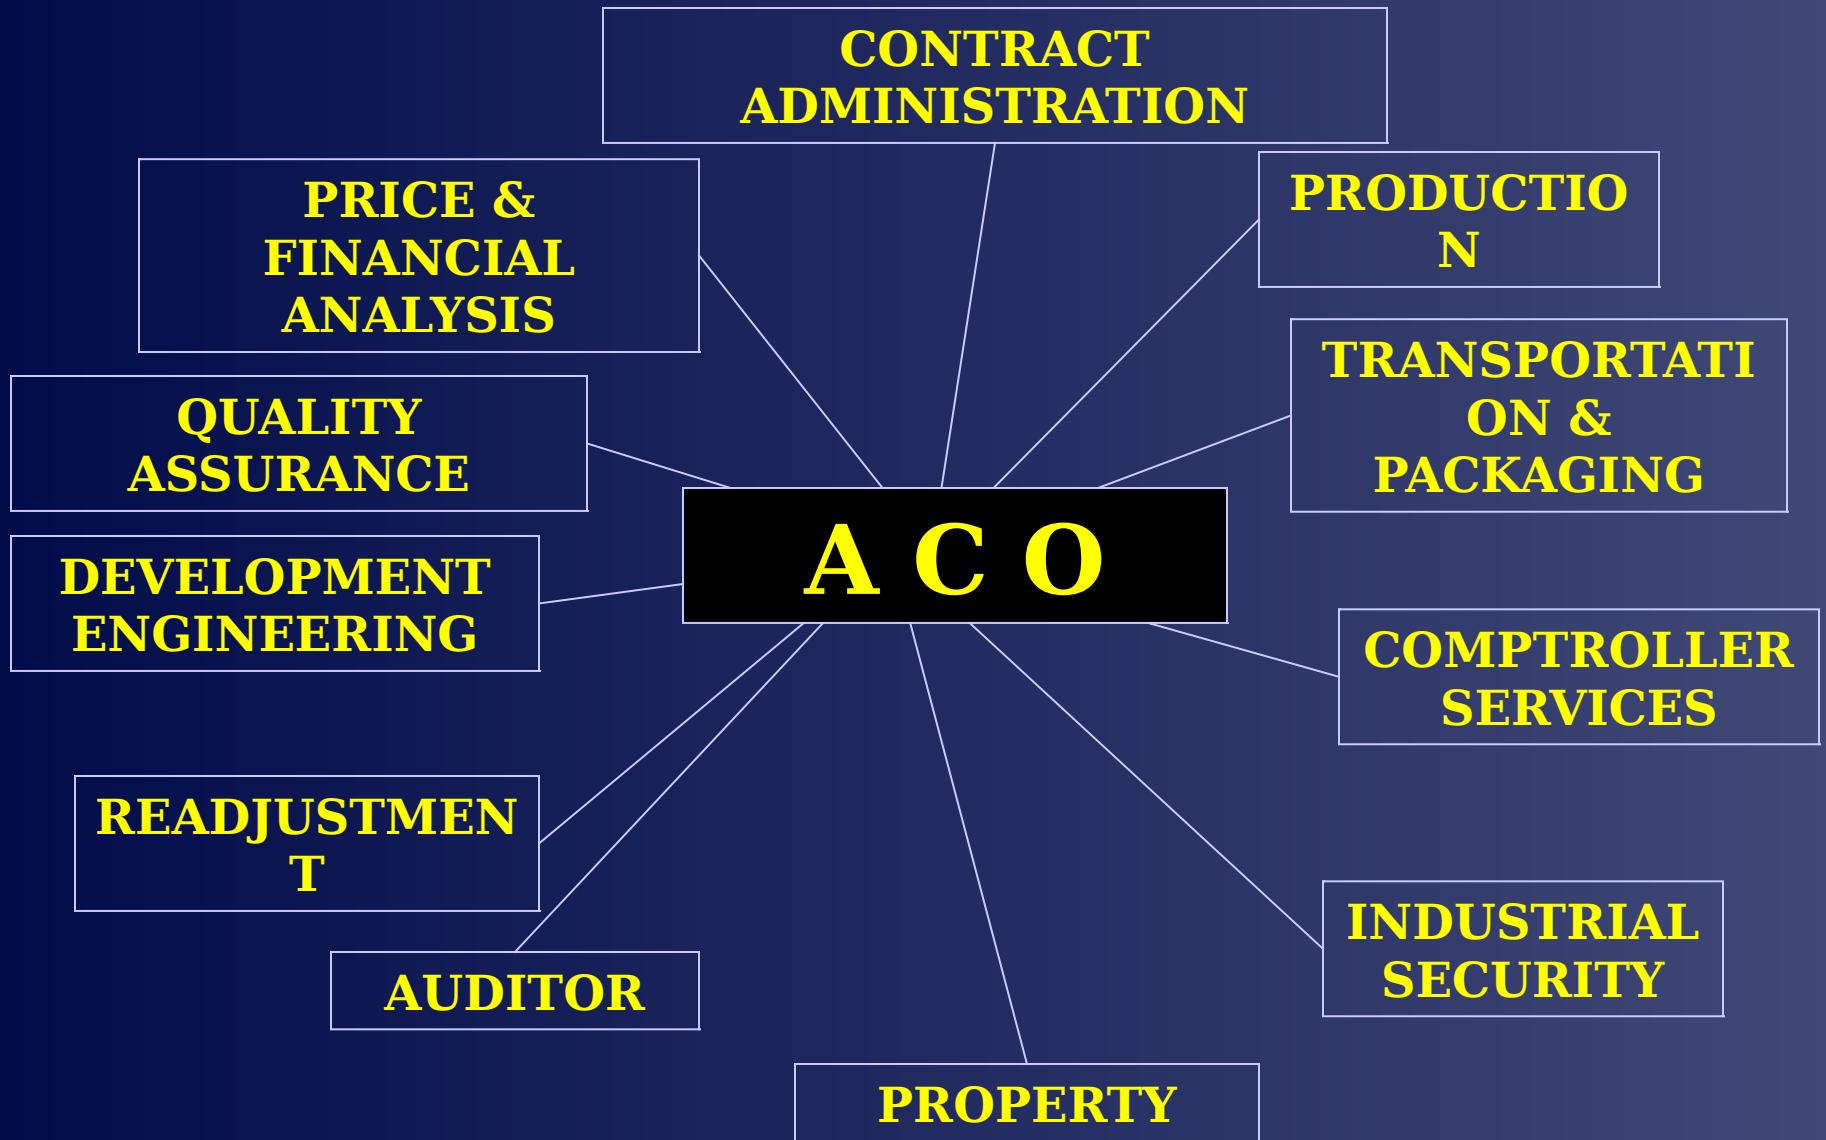 CONTRACT
ADMINISTRATION
PRICE &
FINANCIAL
ANALYSIS
PRODUCTIO
N
TRANSPORTATI
ON &
PACKAGING
QUALITY
ASSURANCE
A C O
DEVELOPMENT
ENGINEERING
COMPTROLLER
SERVICES
READJUSTMEN
T
INDUSTRIAL
SECURITY
AUDITOR
PROPERTY